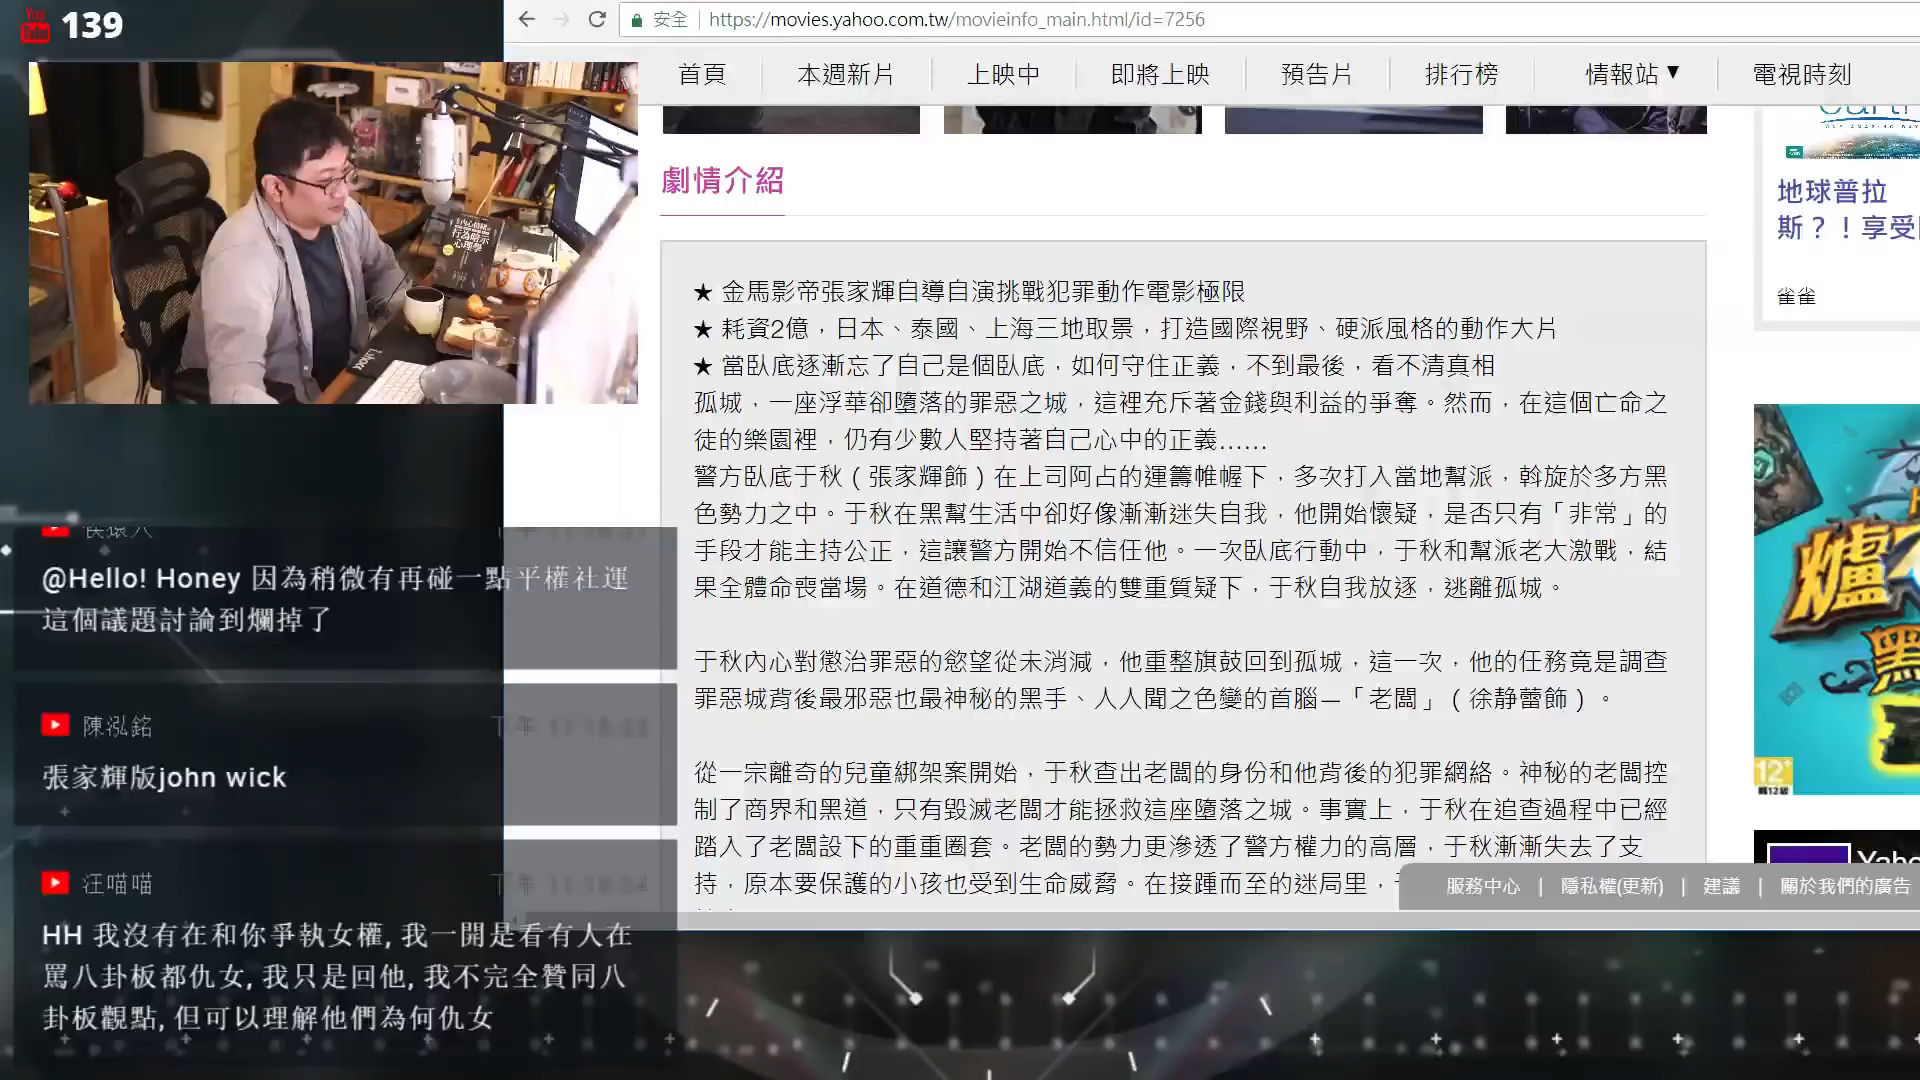 You
Tube
139
安全
https://movies.yahoo.com.tw/movieinfo_main.html/id=7256
首頁
本週新片
上映中
即將上映
預告片
排行榜
情報站▼
電視時刻
劇情介紹
★ 金馬影帝張家輝自導自演挑戰犯罪動作電影極限
★ 耗資2億，日本、泰國、上海三地取景，打造國際視野、硬派風格的動作大片
★ 當臥底逐漸忘了自己是個臥底，如何守住正義，不到最後，看不清真相
孤城，一座浮華卻墮落的罪惡之城，這裡充斥著金錢與利益的爭奪。然而，在這個亡命之
徒的樂園裡，仍有少數人堅持著自己心中的正義……
警方臥底于秋（張家輝飾）在上司阿占的運籌帷幄下，多次打入當地幫派，斡旋於多方黑
色勢力之中。于秋在黑幫生活中卻好像漸漸迷失自我，他開始懷疑，是否只有「非常」的
手段才能主持公正，這讓警方開始不信任他。一次臥底行動中，于秋和幫派老大激戰，結
果全體命喪當場。在道德和江湖道義的雙重質疑下，于秋自我放逐，逃離孤城。
于秋內心對懲治罪惡的慾望從未消減，他重整旗鼓回到孤城，這一次，他的任務竟是調查
罪惡城背後最邪惡也最神秘的黑手、人人聞之色變的首腦—「老闆」（徐静蕾飾）。
從一宗離奇的兒童綁架案開始，于秋查出老闆的身份和他背後的犯罪網絡。神秘的老闆控
制了商界和黑道，只有毀滅老闆才能拯救這座墮落之城。事實上，于秋在追查過程中已經
踏入了老闆設下的重重圈套。老闆的勢力更滲透了警方權力的高層，于秋漸漸失去了支
持，原本要保護的小孩也受到生命威脅。在接踵而至的迷局里，
服務中心 | 隱私權(更新) | 建議 | 關於我們的廣告
地球普拉
斯？！享受
雀雀
12+
Yaho
行為暗示
心理學
@Hello! Honey 因為稍微有再碰一點平權社運
這個議題討論到爛掉了
陳泓銘
張家輝版john wick
汪喵喵
HH 我沒有在和你爭執女權, 我一開是看有人在
罵八卦板都仇女, 我只是回他, 我不完全贊同八
卦板觀點, 但可以理解他們為何仇女